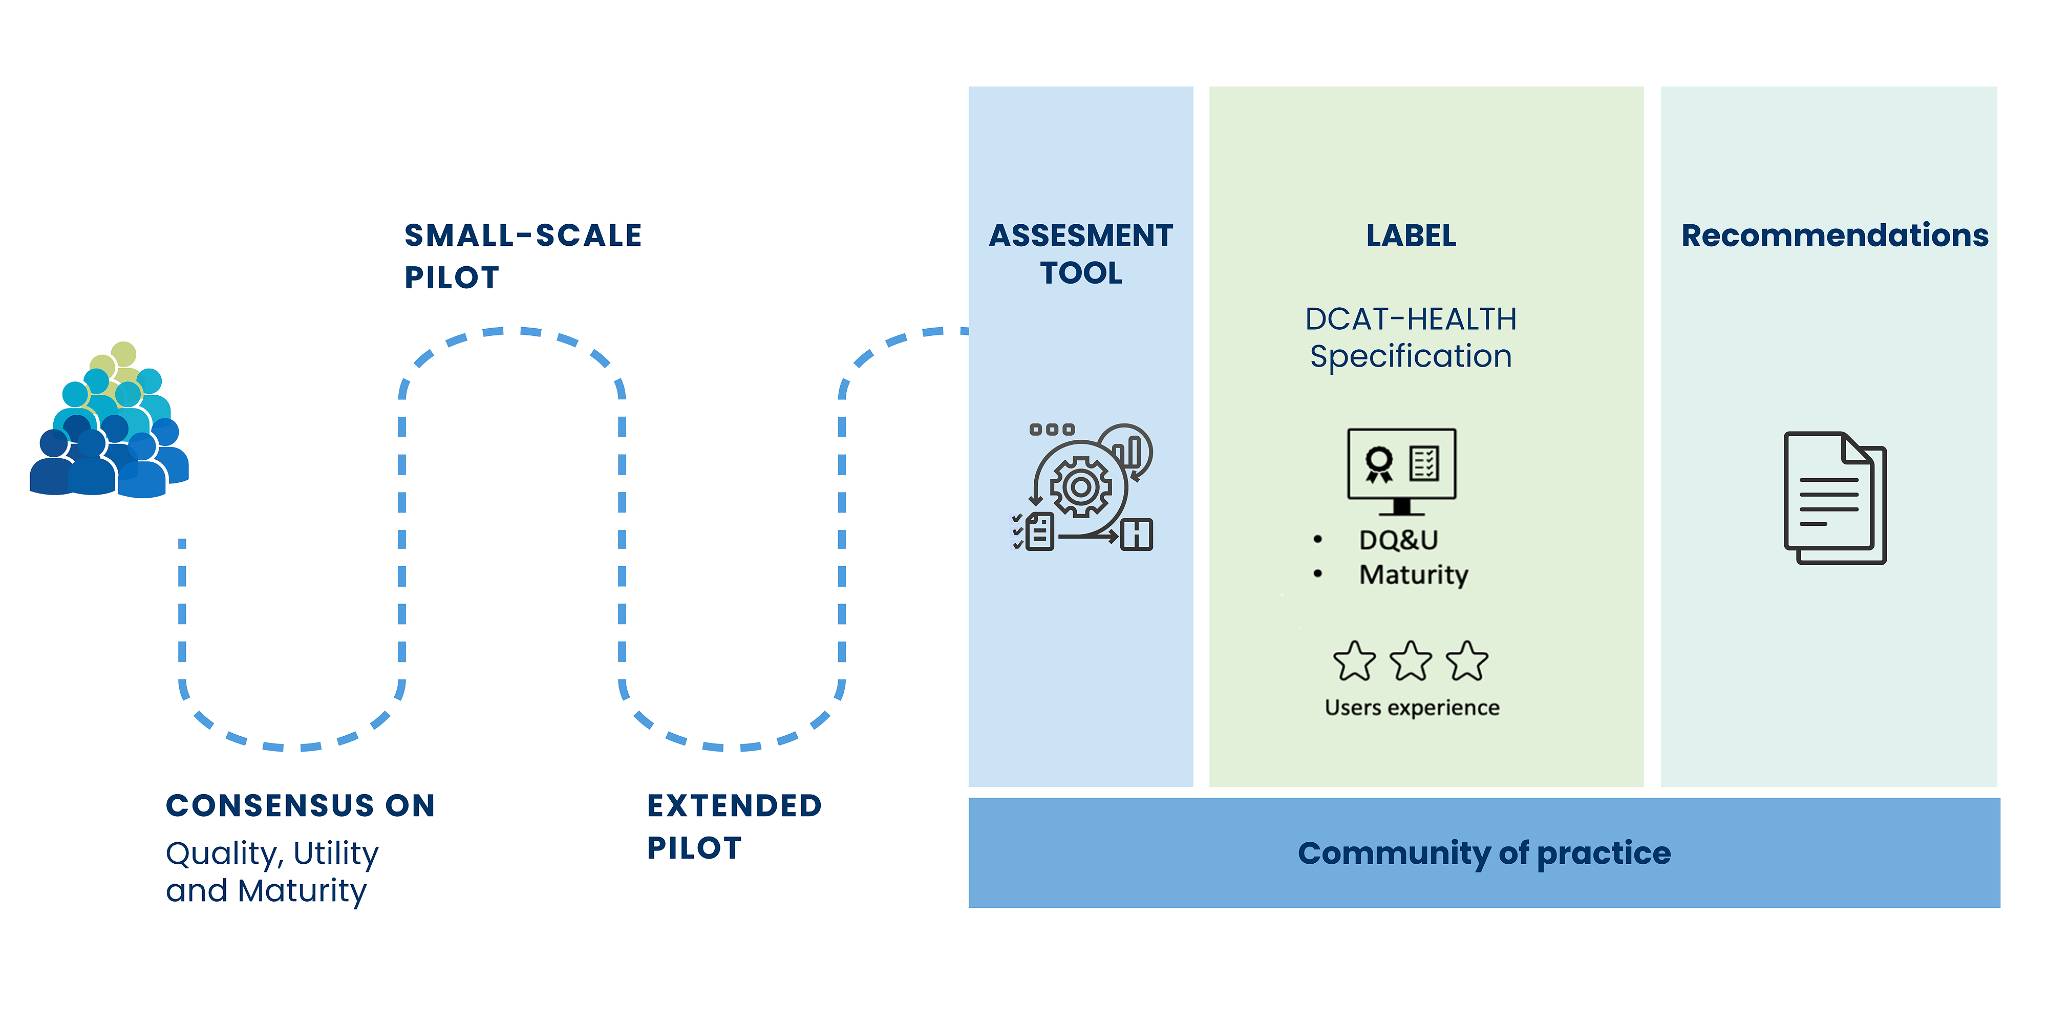 SMALL-SCALE
PILOT
CONSENSUS ON
Quality, Utility
and Maturity
EXTENDED
PILOT
ASSESMENT
TOOL
LABEL
DCAT-HEALTH
Specification
• DQ&U
• Maturity
Users experience
Recommendations
Community of practice